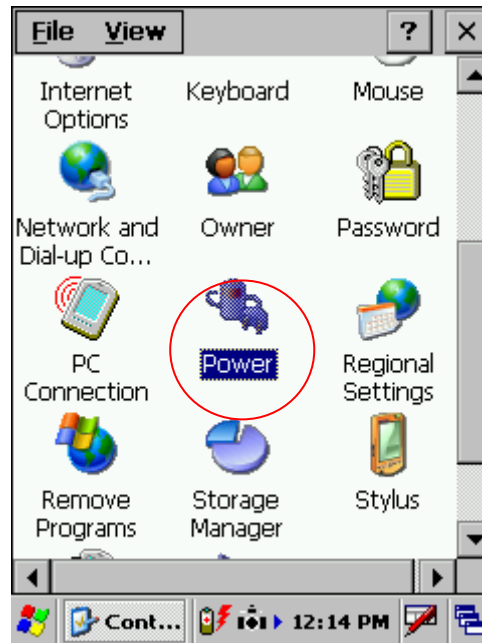 File View ? ×
Internet Options Keyboard Mouse
Network and Dial-up Co... Owner Password
PC Connection Power Regional Settings
Remove Programs Storage Manager Stylus
Cont... 12:14 PM